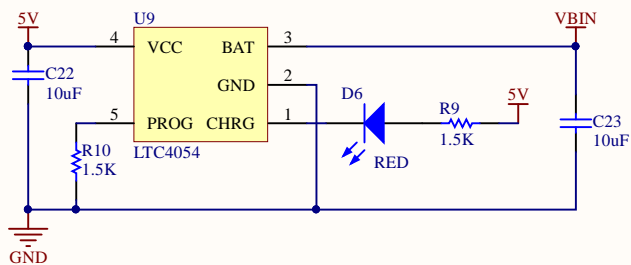 5V
U9
VBIN
4 VCC BAT 3
C22
10uF
GND 2
D6
R9
5V
5 PROG CHRG 1
C23
10uF
R10
1.5K
LTC4054
RED
1.5K
GND